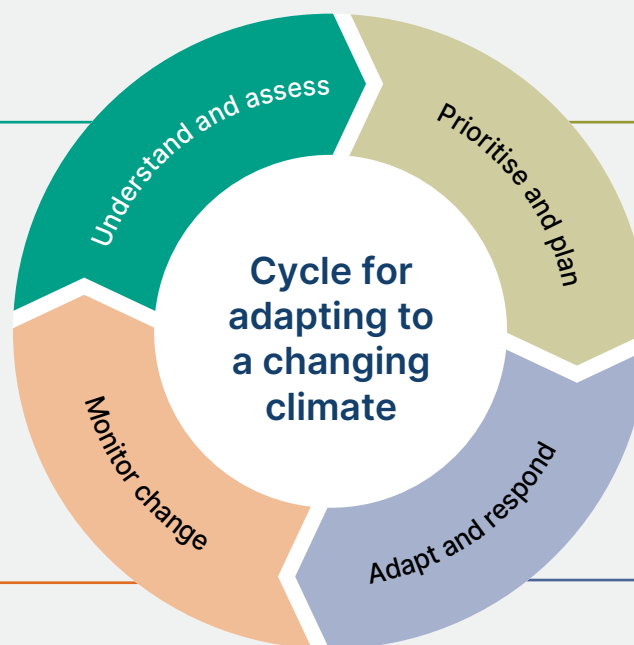 Understand and assess
Prioritise and plan
Cycle for
adapting to
a changing
climate
Monitor change
Adapt and respond